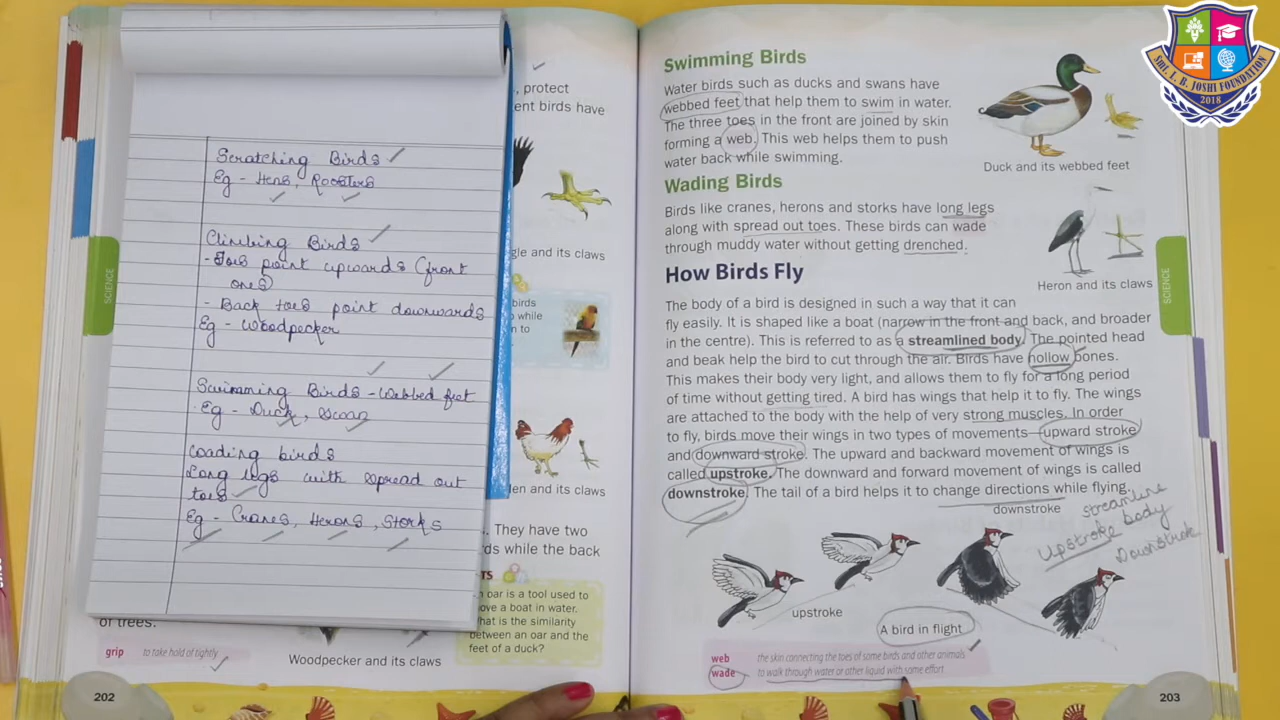 Scratching Birds
Eg - Hens, Roosters
Climbing Birds
- Toes point upwards (front
ones)
- Back toes point downwards
Eg - Woodpecker
Swimming Birds - Webbed feet
Eg - Duck, Swan
Wading birds
Long legs with spread out
toes
Eg - Cranes, Herons, Storks
SCIENCE
, protect
ent birds have
gle and its claws
birds
while
n to
en and its claws
. They have two
ds while the back
TS
n oar is a tool used to
ove a boat in water.
hat is the similarity
between an oar and the
feet of a duck?
of trees.
grip to take hold of tightly
Woodpecker and its claws
202
Swimming Birds
Water birds such as ducks and swans have
webbed feet that help them to swim in water.
The three toes in the front are joined by skin
forming a web. This web helps them to push
water back while swimming.
Duck and its webbed feet
Wading Birds
Birds like cranes, herons and storks have long legs
along with spread out toes. These birds can wade
through muddy water without getting drenched.
Heron and its claws
How Birds Fly
The body of a bird is designed in such a way that it can
fly easily. It is shaped like a boat (narrow in the front and back, and broader
in the centre). This is referred to as a streamlined body. The pointed head
and beak help the bird to cut through the air. Birds have hollow bones.
This makes their body very light, and allows them to fly for a long period
of time without getting tired. A bird has wings that help it to fly. The wings
are attached to the body with the help of very strong muscles. In order
to fly, birds move their wings in two types of movements—upward stroke
and downward stroke. The upward and backward movement of wings is
called upstroke. The downward and forward movement of wings is called
downstroke. The tail of a bird helps it to change directions while flying.
downstroke
streamline
body
Upstroke
Downstrok
upstroke
A bird in flight
web the skin connecting the toes of some birds and other animals
wade to walk through water or other liquid with some effort
203
SCIENCE
SHE. L. B. JOSHI FOUNDATION
2018